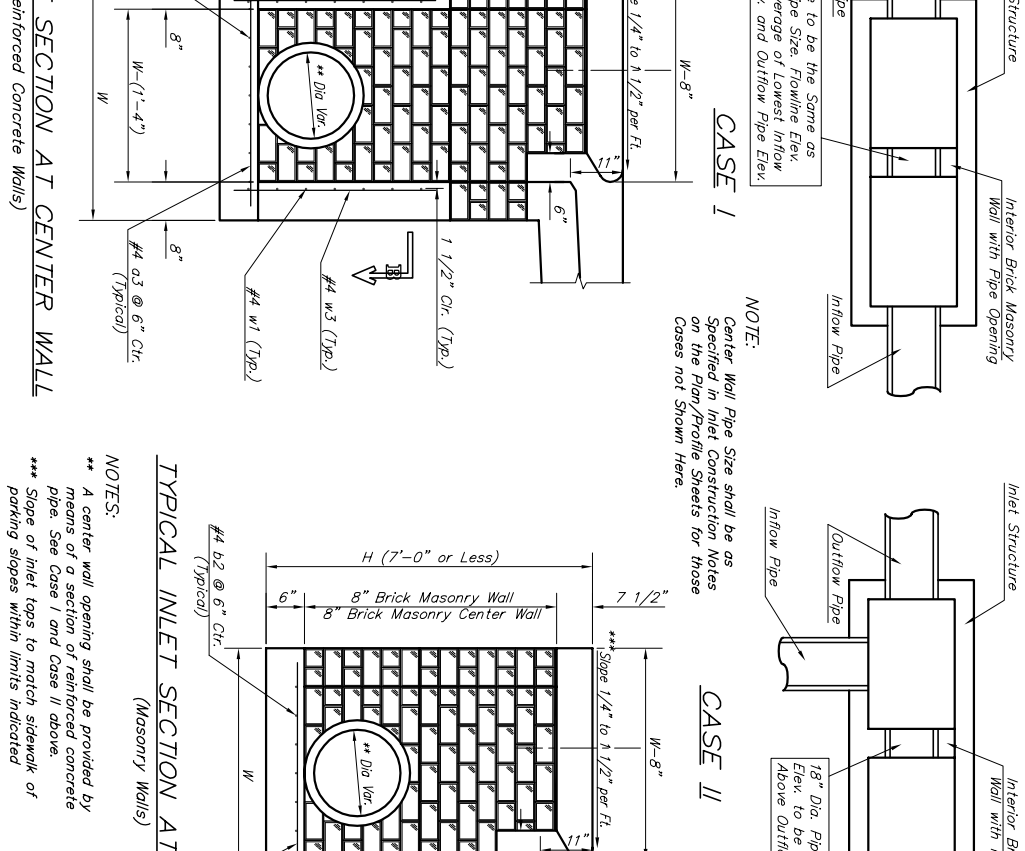 Structure
Interior Brick Masonry
Wall with Pipe Opening
Inflow Pipe
to be the Same as
Pipe Size. Flowline Elev.
of Lowest Inflow
and Outflow Pipe Elev.
CASE I
NOTE:
Center Wall Pipe Size shall be as
Specified in Inlet Construction Notes
on the Plan/Profile Sheets for those
Cases not Shown Here.
W-8"
1/4" to 1 1/2" per Ft.
11"
6"
** Dia Var.
8"
W-(1'-4")
8"
W
1 1/2" Clr. (Typ.)
#4 w3 (Typ.)
#4 w1 (Typ.)
#4 a3 @ 6" Ctr.
(Typical)
B
SECTION AT CENTER WALL
Concrete Walls)
Inlet Structure
Interior
Wall with
Outflow Pipe
Inflow Pipe
18" Dia.
Elev. to be
Above
CASE II
W-8"
*** Slope 1/4" to 1 1/2" per Ft.
11"
7 1/2"
H (7'-0" or Less)
8" Brick Masonry Wall
8" Brick Masonry Center Wall
6"
** Dia Var.
W
#4 b2 @ 6" Ctr.
(Typical)
TYPICAL INLET SECTION AT
(Masonry Walls)
NOTES:
** A center wall opening shall be provided by
means of a section of reinforced concrete
pipe. See Case I and Case II above.
*** Slope of inlet tops to match sidewalk of
parking slopes within limits indicated